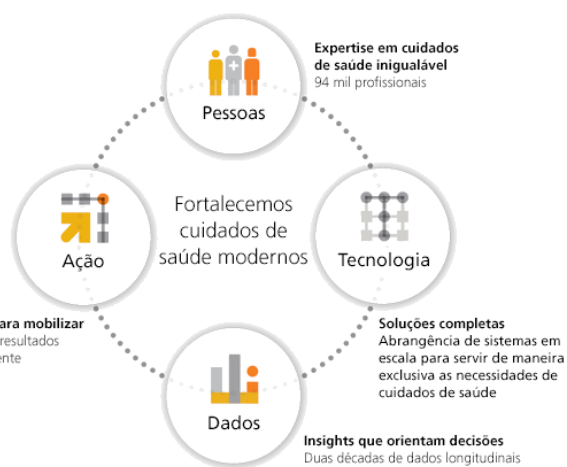 Expertise em cuidados
de saúde inigualável
94 mil profissionais
Pessoas
Fortalecemos
cuidados de
saúde modernos
Ação
Tecnologia
ara mobilizar
resultados
ente
Soluções completas
Abrangência de sistemas em
escala para servir de maneira
exclusiva as necessidades de
cuidados de saúde
Dados
Insights que orientam decisões
Duas décadas de dados longitudinais